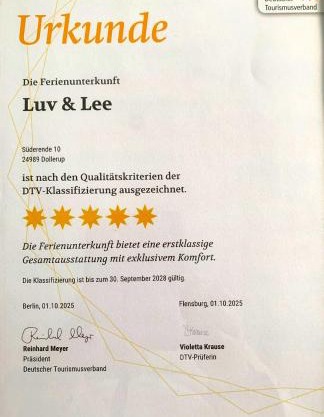 Tourismusverband
Urkunde
Die Ferienunterkunft
Luv & Lee
Süderende 10
24989 Dollerup
ist nach den Qualitätskriterien der
DTV-Klassifizierung ausgezeichnet.
Die Ferienunterkunft bietet eine erstklassige
Gesamtausstattung mit exklusivem Komfort.
Die Klassifizierung ist bis zum 30. September 2028 gültig.
Berlin, 01.10.2025
Flensburg, 01.10.2025
Reinhard Meyer
Violetta Krause
Präsident
DTV-Prüferin
Deutscher Tourismusverband